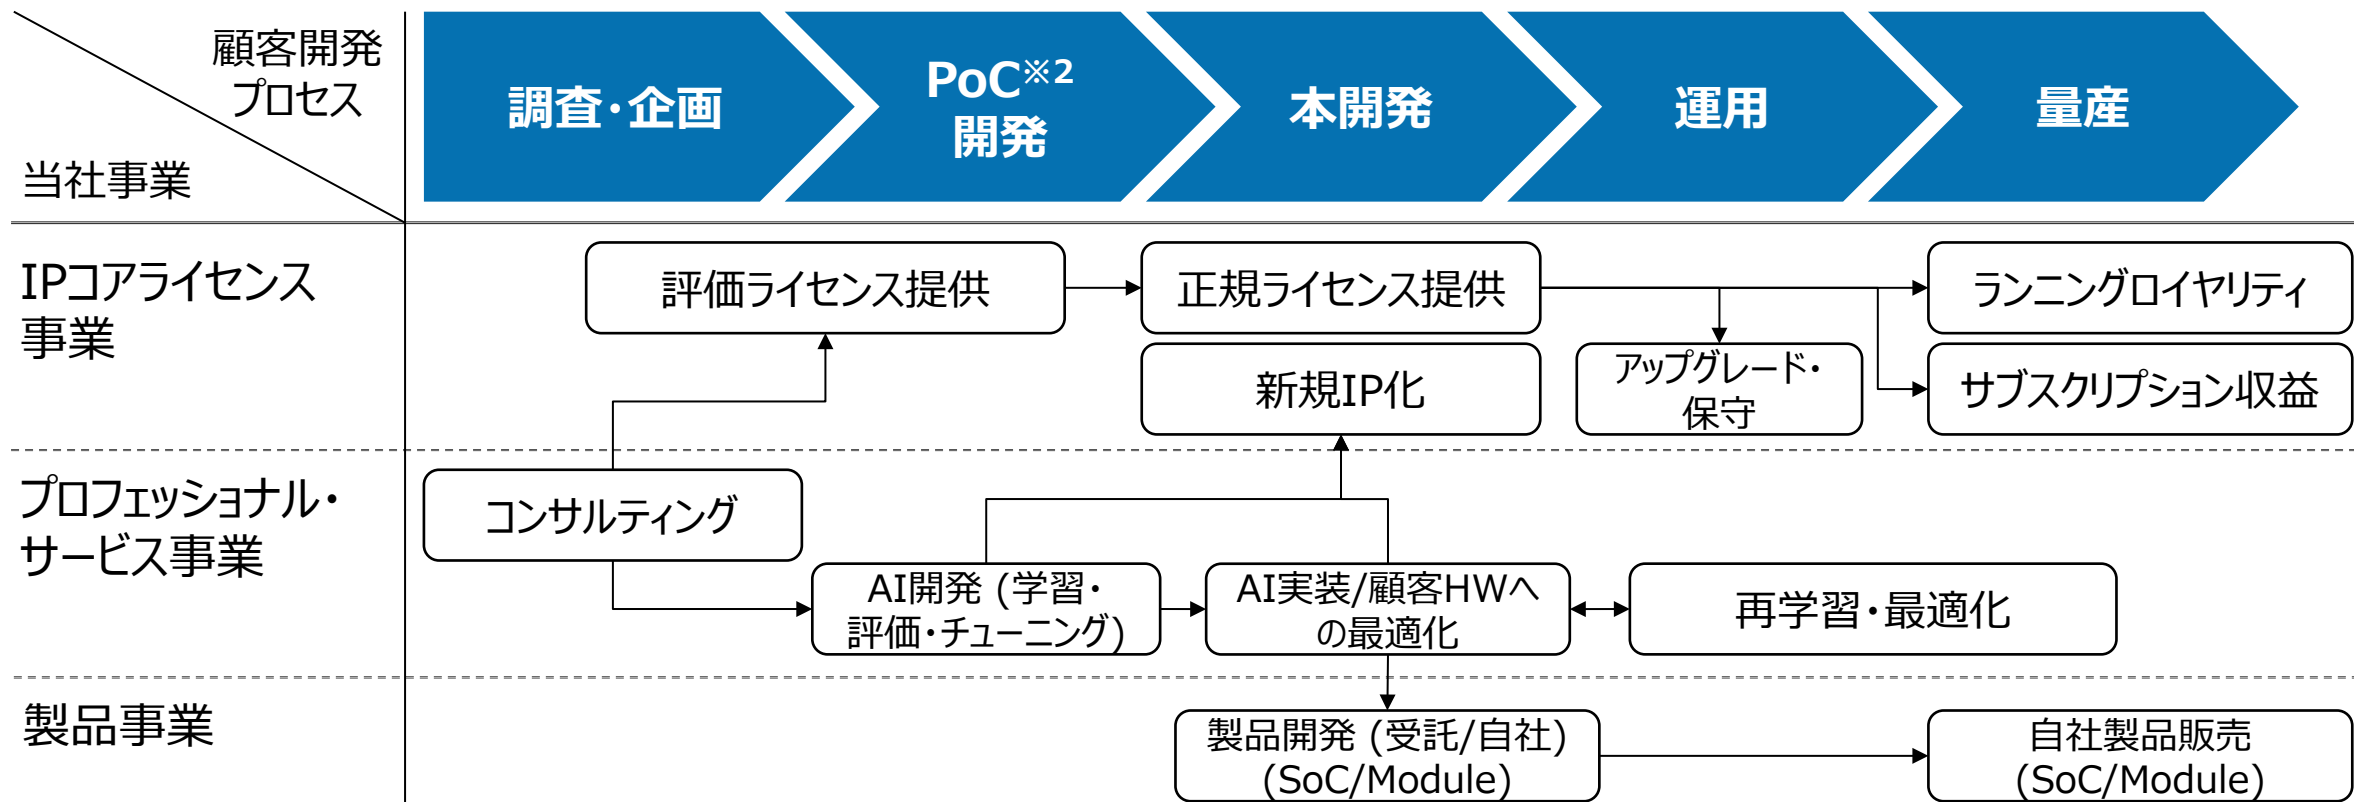 顧客開発
プロセス
当社事業
調査・企画
PoC※2
開発
本開発
運用
量産
IPコアライセンス
事業
評価ライセンス提供
正規ライセンス提供
ランニングロイヤリティ
新規IP化
アップグレード・
保守
サブスクリプション収益
プロフェッショナル・
サービス事業
コンサルティング
AI開発 (学習・
評価・チューニング)
AI実装/顧客HWへ
の最適化
再学習・最適化
製品事業
製品開発 (受託/自社)
(SoC/Module)
自社製品販売
(SoC/Module)